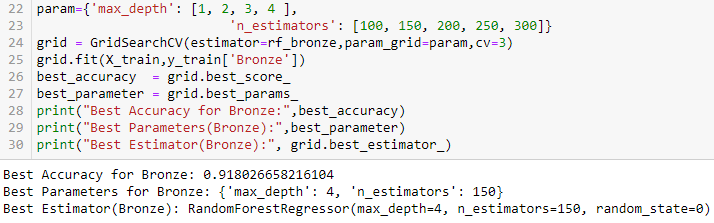 22 param={'max_depth': [1, 2, 3, 4 ],
23 'n_estimators': [100, 150, 200, 250, 300]}
24 grid = GridSearchCV(estimator=rf_bronze,param_grid=param,cv=3)
25 grid.fit(X_train,y_train['Bronze'])
26 best_accuracy  = grid.best_score_
27 best_parameter = grid.best_params_
28 print("Best Accuracy for Bronze:",best_accuracy)
29 print("Best Parameters(Bronze):",best_parameter)
30 print("Best Estimator(Bronze):", grid.best_estimator_)
Best Accuracy for Bronze: 0.918026658216104
Best Parameters for Bronze: {'max_depth': 4, 'n_estimators': 150}
Best Estimator(Bronze): RandomForestRegressor(max_depth=4, n_estimators=150, random_state=0)